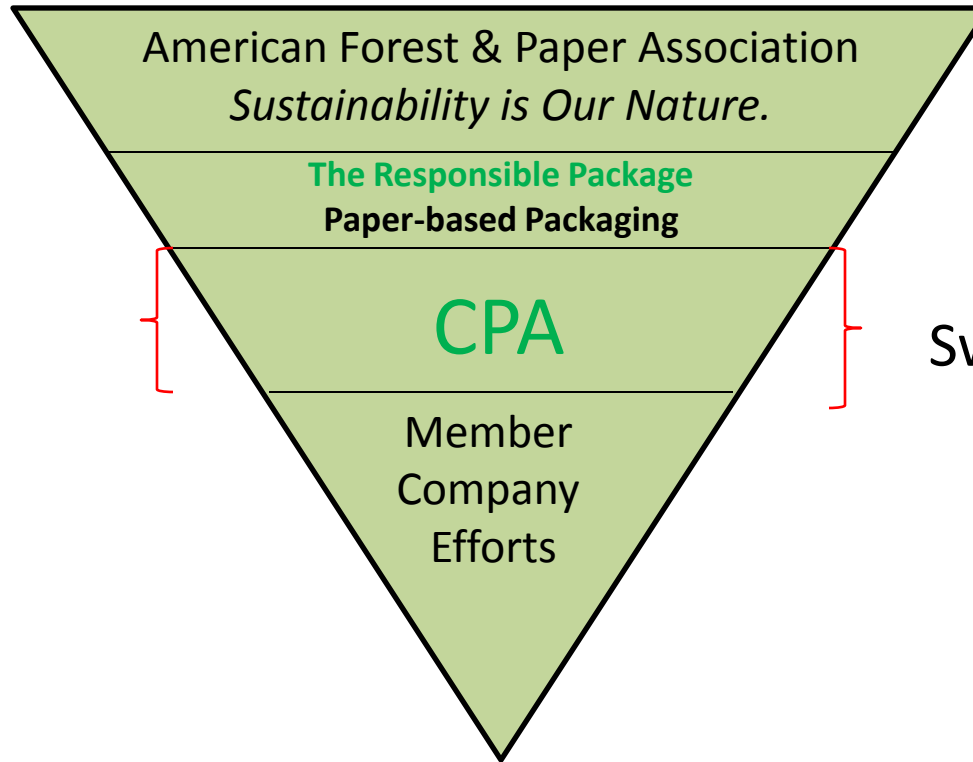 American Forest & Paper Association
Sustainability is Our Nature.
The Responsible Package
Paper-based Packaging
CPA
Member
Company
Efforts